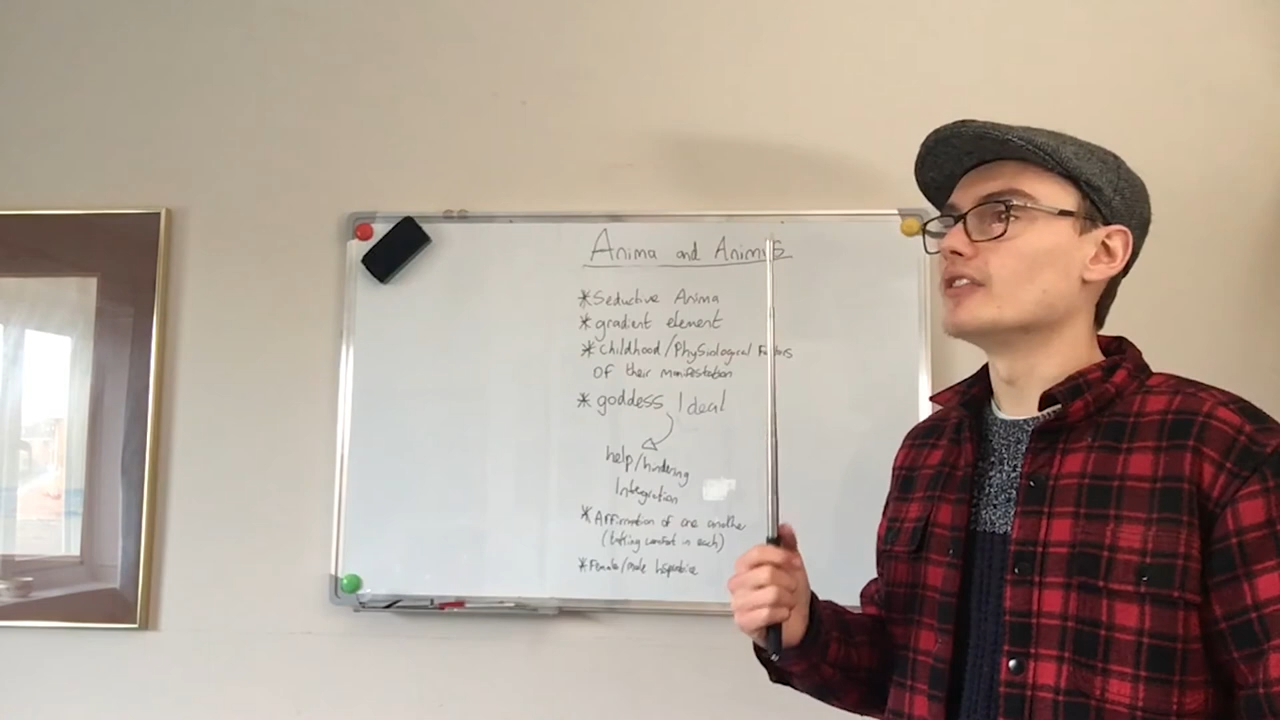 Anima and Animus
*Seductive Anima
*gradient element
*Childhood/Physiological Factors
OF their manifestation
*goddess Ideal
help/hindering
Integration
*Affirmation of one another
(taking comfort in each)
*Female/male